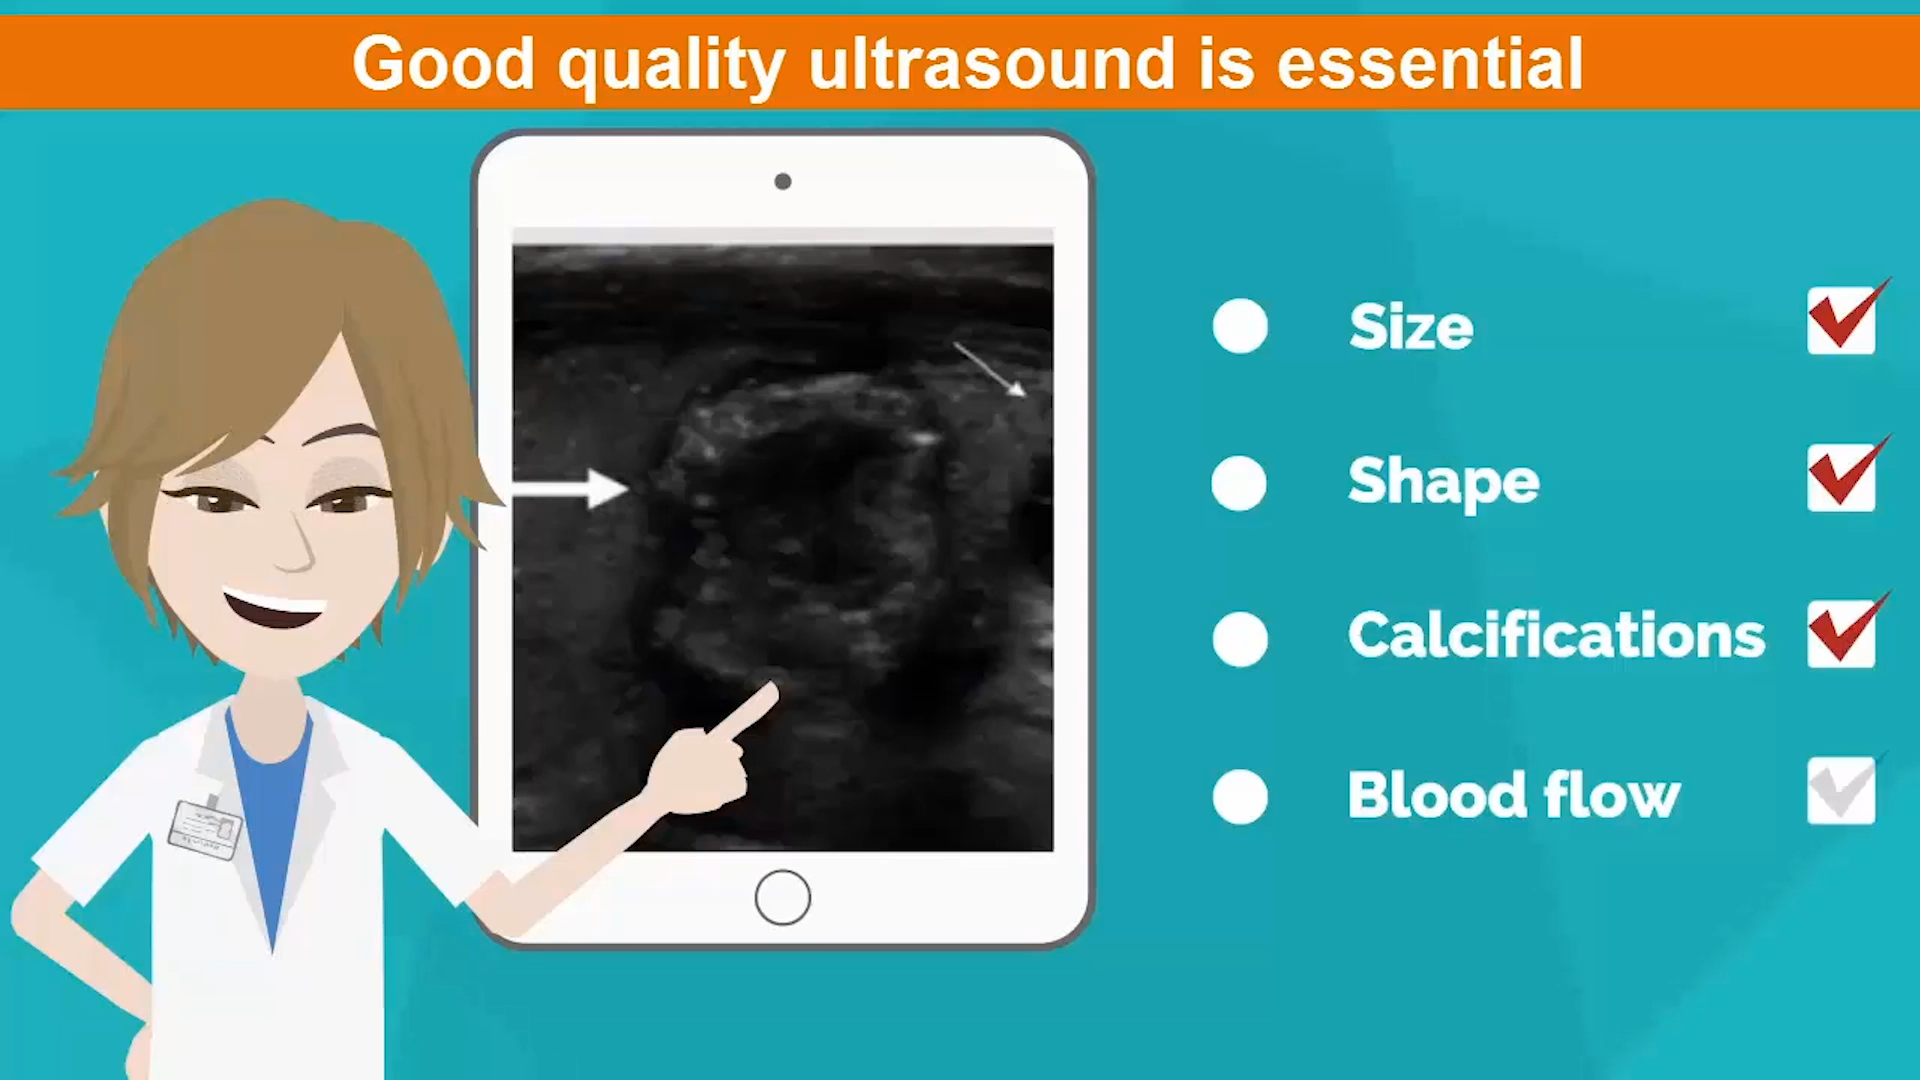 Good quality ultrasound is essential
Size
Shape
Calcifications
Blood flow